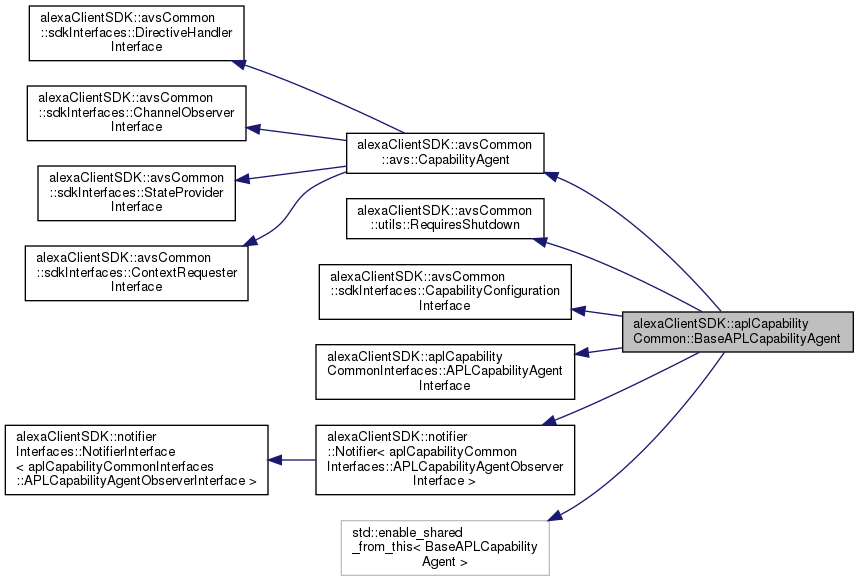 alexaClientSDK::avsCommon
::sdkInterfaces::DirectiveHandler
Interface
alexaClientSDK::avsCommon
::sdkInterfaces::ChannelObserver
Interface
alexaClientSDK::avsCommon
::avs::CapabilityAgent
alexaClientSDK::avsCommon
::sdkInterfaces::StateProvider
Interface
alexaClientSDK::avsCommon
::utils::RequiresShutdown
alexaClientSDK::avsCommon
::sdkInterfaces::ContextRequester
Interface
alexaClientSDK::avsCommon
::sdkInterfaces::CapabilityConfiguration
Interface
alexaClientSDK::aplCapability
Common::BaseAPLCapabilityAgent
alexaClientSDK::aplCapability
CommonInterfaces::APLCapabilityAgent
Interface
alexaClientSDK::notifier
Interfaces::NotifierInterface
< aplCapabilityCommonInterfaces
::APLCapabilityAgentObserverInterface >
alexaClientSDK::notifier
::Notifier< aplCapabilityCommon
Interfaces::APLCapabilityAgentObserver
Interface >
std::enable_shared
_from_this< BaseAPLCapability
Agent >